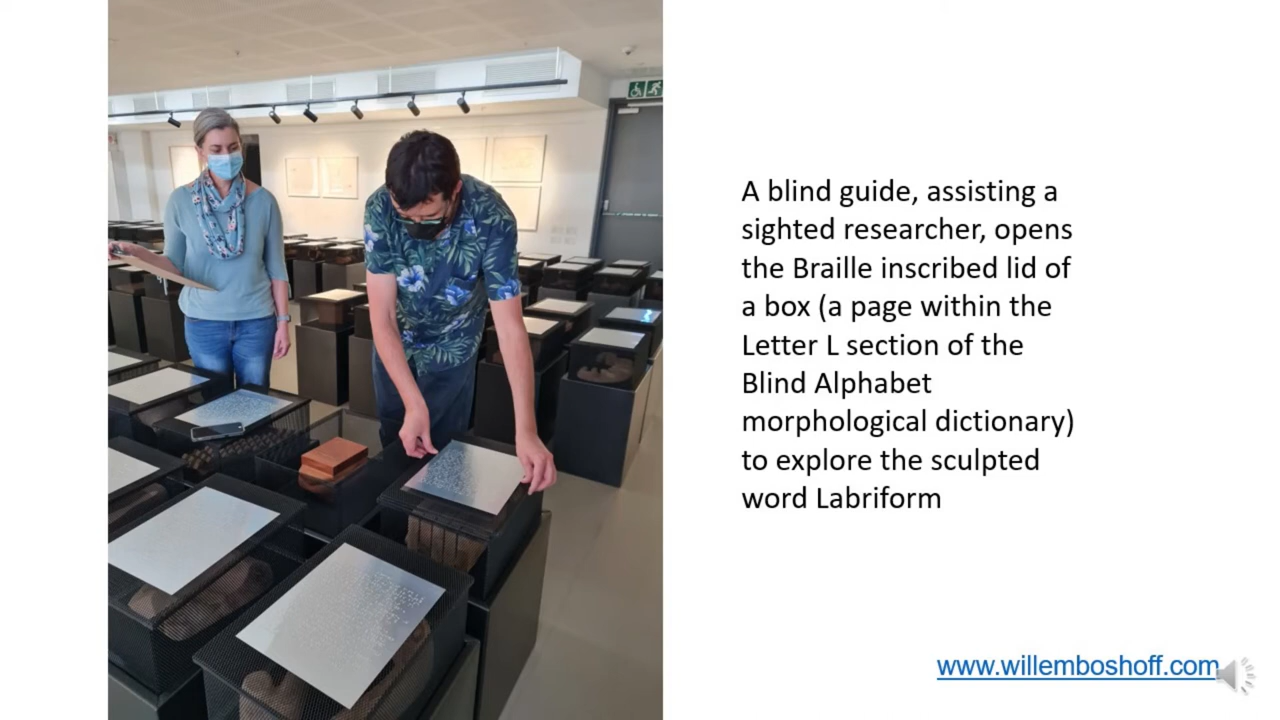 A blind guide, assisting a
sighted researcher, opens
the Braille inscribed lid of
a box (a page within the
Letter L section of the
Blind Alphabet
morphological dictionary)
to explore the sculpted
word Labriform
www.willemboshoff.com